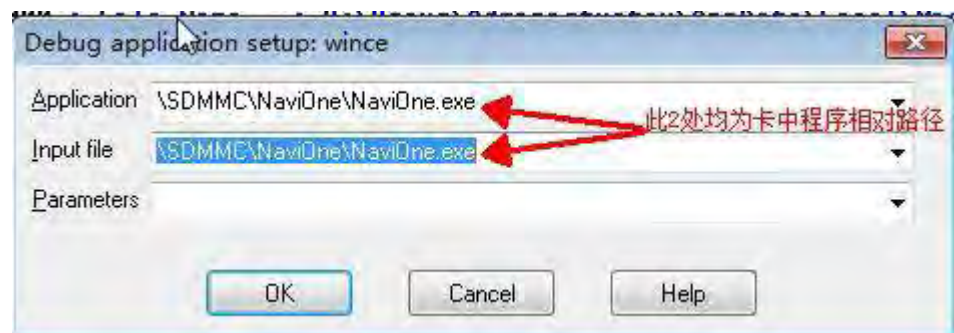 Debug application setup: wince
Application \SDMMC\NaviOne\NaviOne.exe
此2处均为卡中程序相对路径
Input file \SDMMC\NaviOne\NaviOne.exe
Parameters
OK Cancel Help